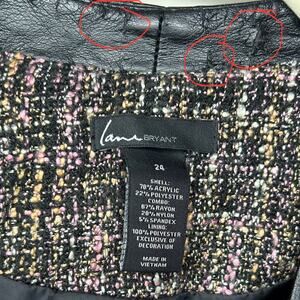 Lane BRYANT
24
SHELL:
78% ACRYLIC
22% POLYESTER
COMBO:
67% RAYON
28% NYLON
5% SPANDEX
LINING:
100% POLYESTER
EXCLUSIVE OF
DECORATION
MADE IN
VIETNAM